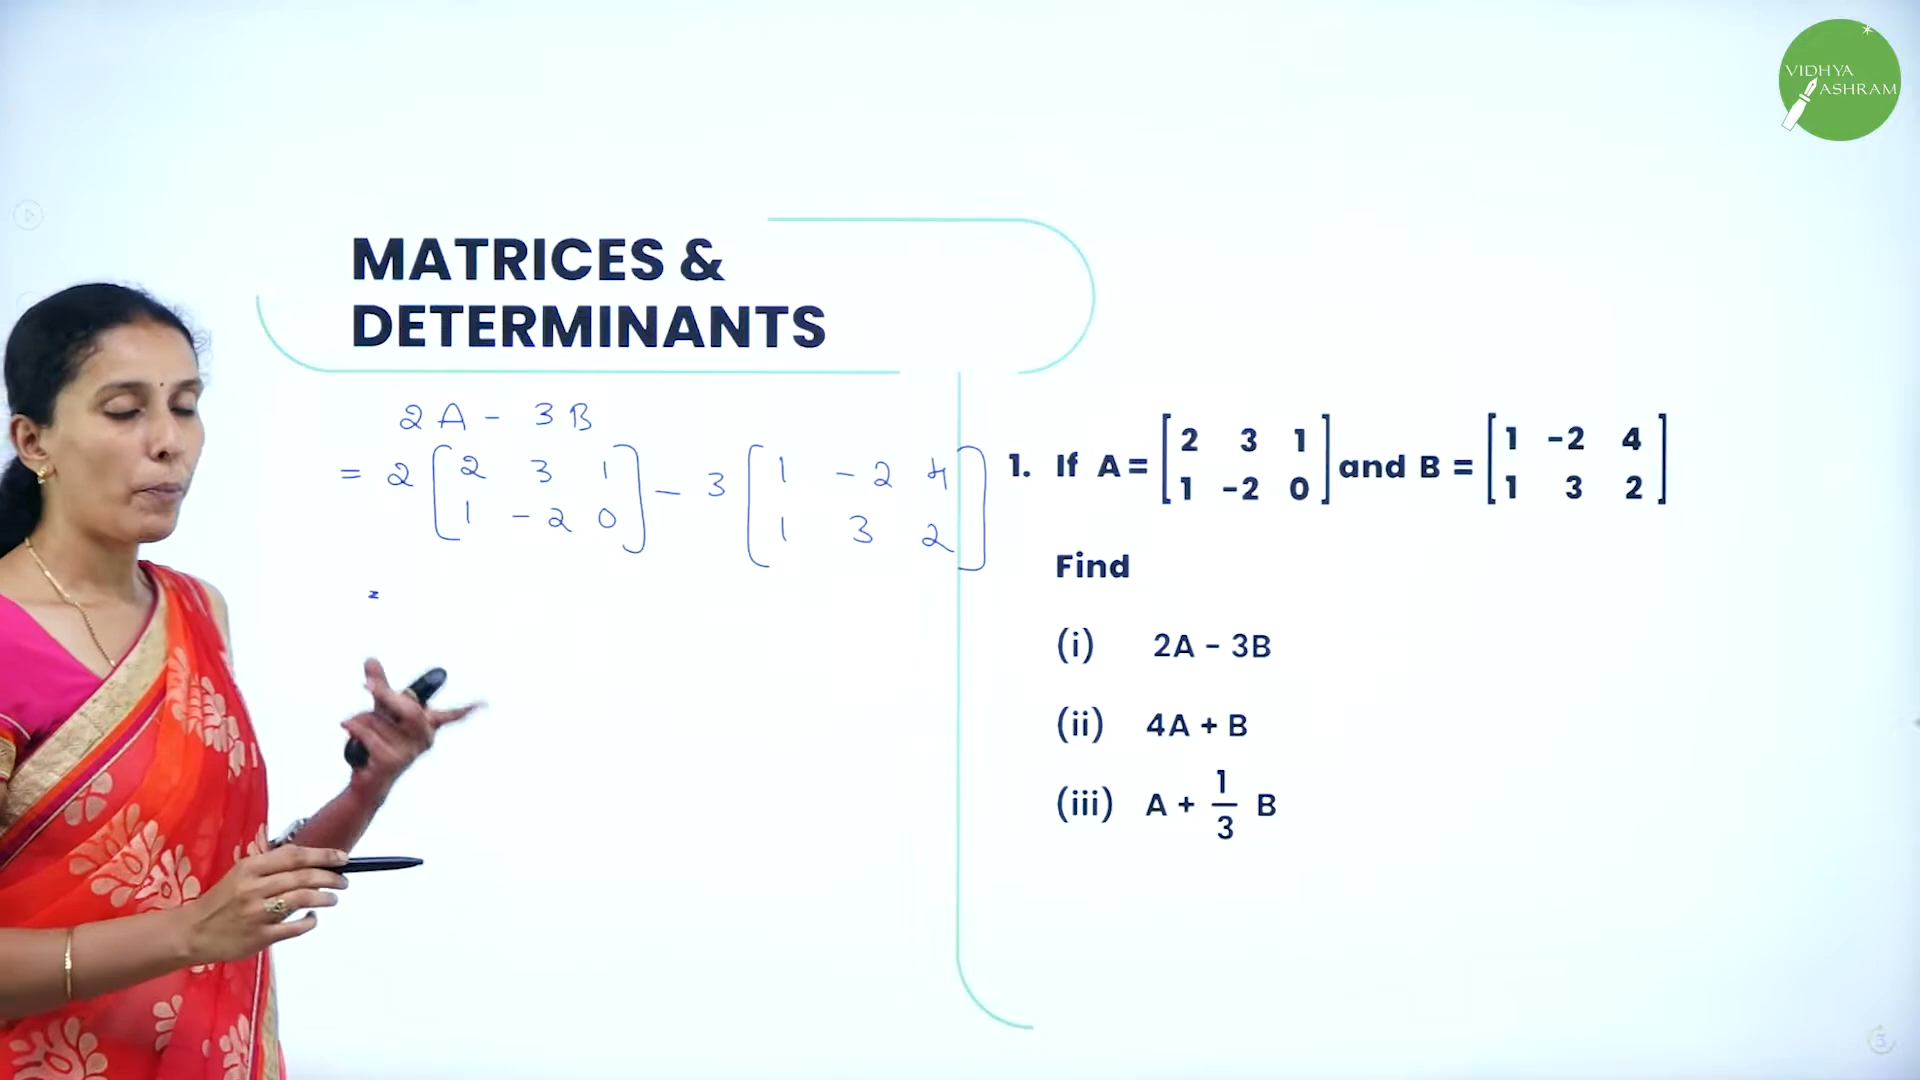 VIDHYA
ASHRAM
MATRICES &
DETERMINANTS
2A - 3B
= 2 [ 2 3 1 ] - 3 [ 1 -2 4 ]
1 -2 0 1 3 2
=
1. If A = [ 2 3 1 ] and B = [ 1 -2 4 ]
1 -2 0 1 3 2
Find
(i) 2A - 3B
(ii) 4A + B
(iii) A + 1/3 B
3